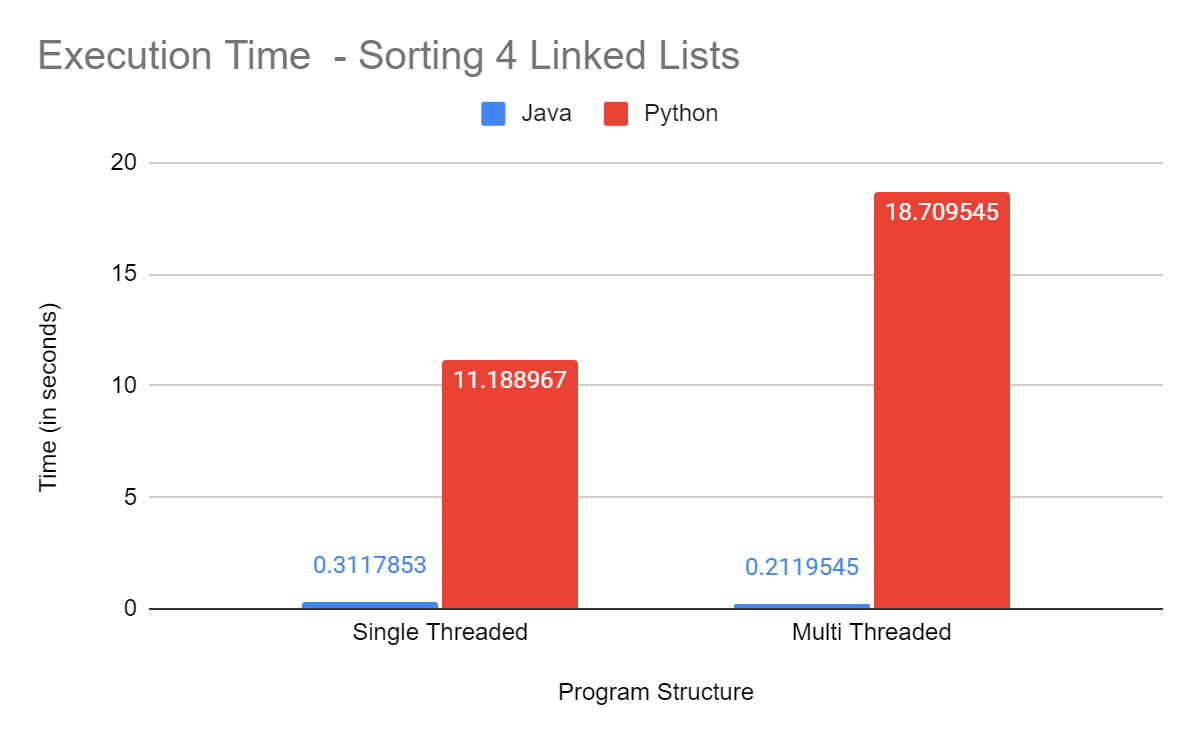 Execution Time  - Sorting 4 Linked Lists
Java Python
20
15
10
5
0
Time (in seconds)
0.3117853
11.188967
0.2119545
18.709545
Single Threaded
Multi Threaded
Program Structure